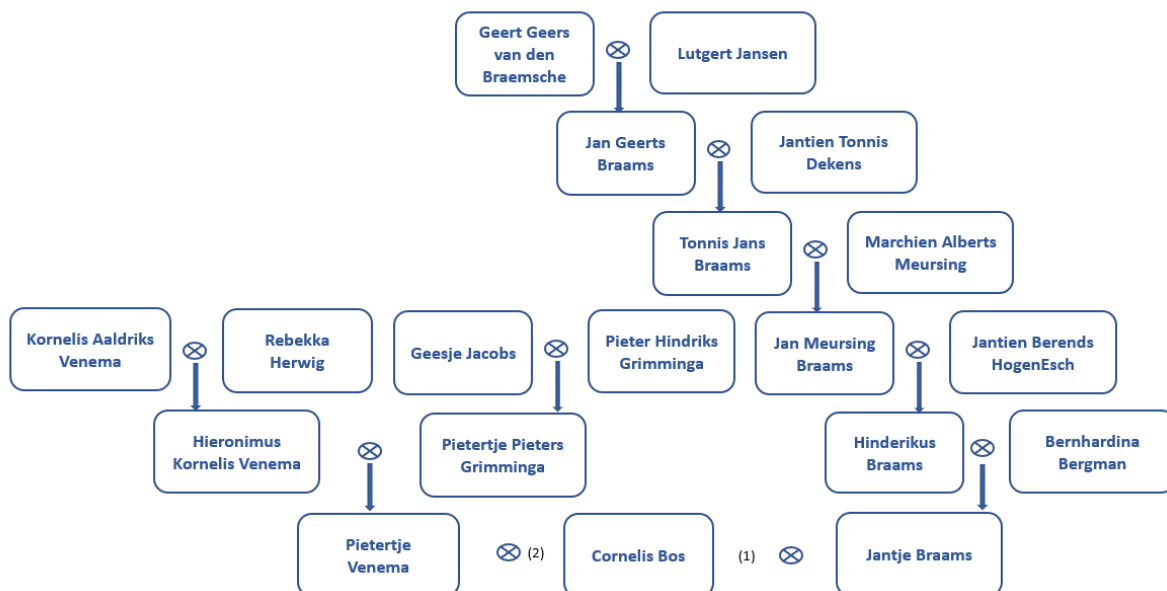 Geert Geers
van den
Braemsche
Lutgert Jansen
Jan Geerts
Braams
Jantien Tonnis
Dekens
Tonnis Jans
Braams
Marchien Alberts
Meursing
Kornelis Aaldriks
Venema
Rebekka
Herwig
Geesje Jacobs
Pieter Hindriks
Grimminga
Jan Meursing
Braams
Jantien Berends
HogenEsch
Hieronimus
Kornelis Venema
Pietertje Pieters
Grimminga
Hinderikus
Braams
Bernhardina
Bergman
Pietertje
Venema
(2)
Cornelis Bos
(1)
Jantje Braams